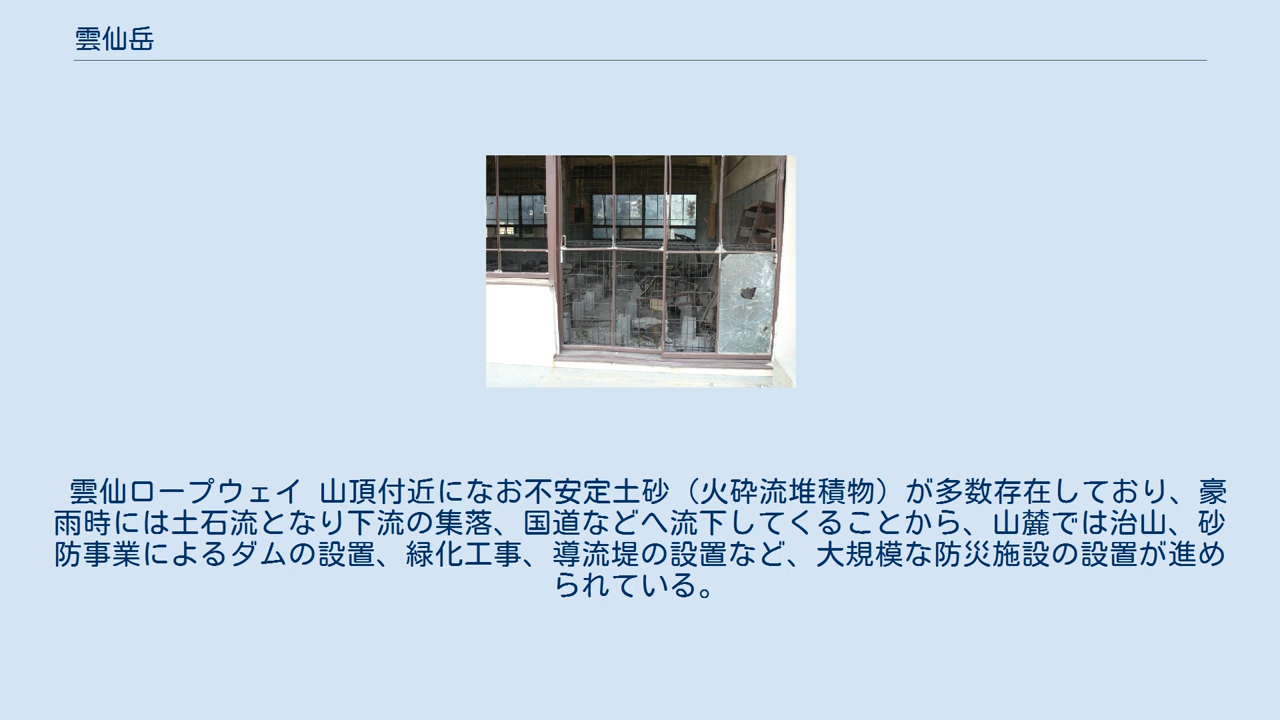 雲仙岳
雲仙ロープウェイ 山頂付近になお不安定土砂（火砕流堆積物）が多数存在しており、豪
雨時には土石流となり下流の集落、国道などへ流下してくることから、山麓では治山、砂
防事業によるダムの設置、緑化工事、導流堤の設置など、大規模な防災施設の設置が進め
られている。